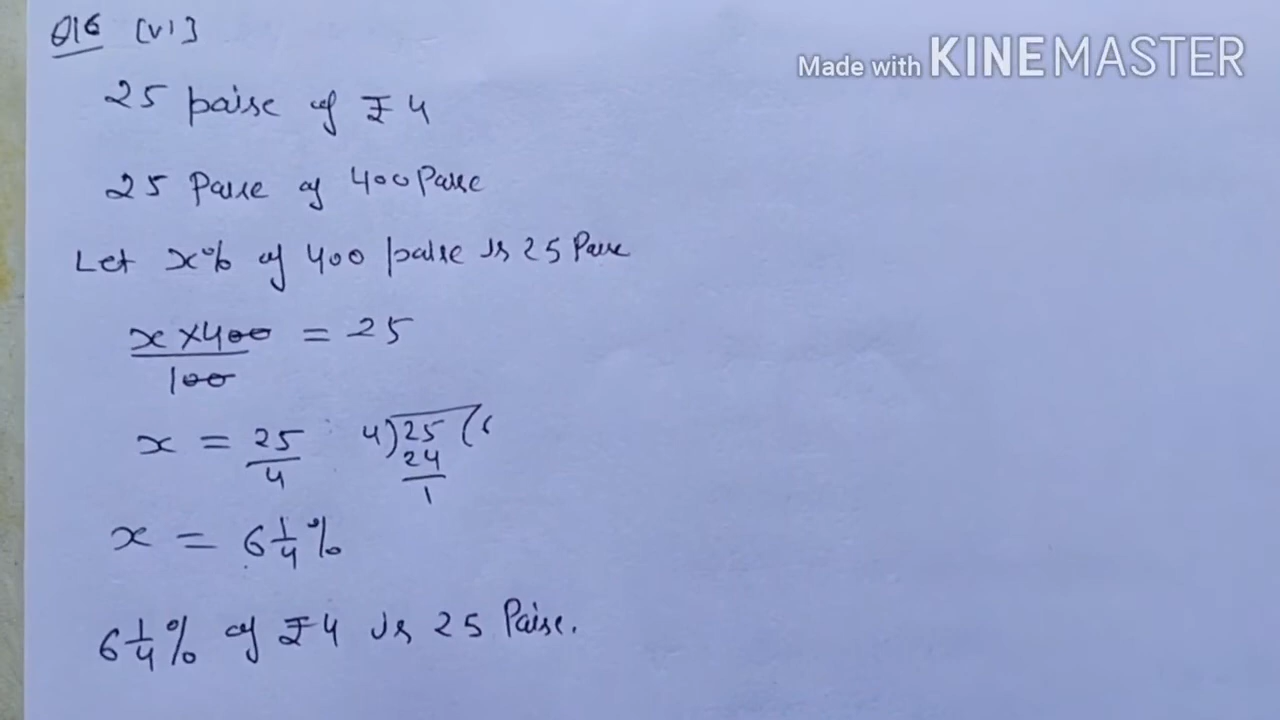 Q16 (vi)
Made with KINEMASTER
25 paise of ₹4
25 Paise of 400 Paise
Let x% of 400 paise is 25 Paise
x × 400 = 25
100
x = 25/4 4)25(6
24
1
x = 6 1/4 %
6 1/4 % of ₹4 is 25 Paise.